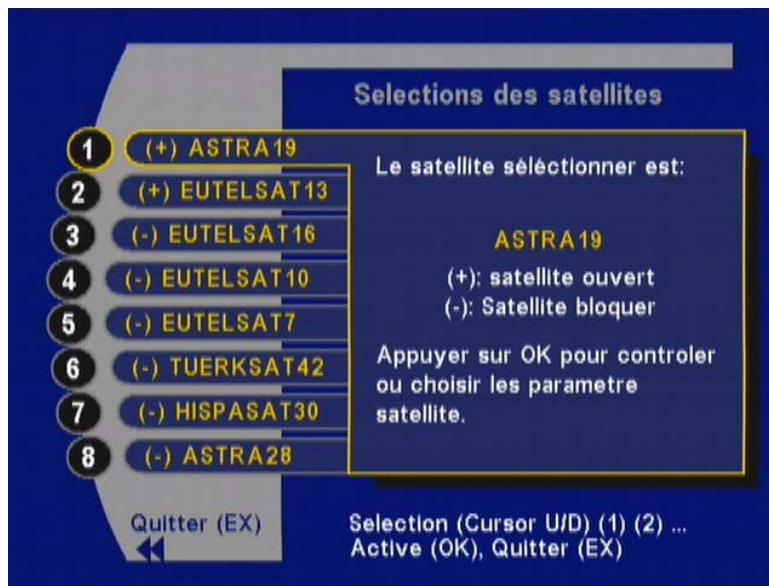 Selections des satellites
1 (+) ASTRA19
2 (+) EUTELSAT13
3 (-) EUTELSAT16
4 (-) EUTELSAT10
5 (-) EUTELSAT7
6 (-) TUERKSAT42
7 (-) HISPASAT30
8 (-) ASTRA28
Le satellite séléctionner est:
ASTRA19
(+): satellite ouvert
(-): Satellite bloquer
Appuyer sur OK pour controler
ou choisir les parametre
satellite.
Quitter (EX)
Selection (Cursor U/D) (1) (2) ...
Active (OK), Quitter (EX)